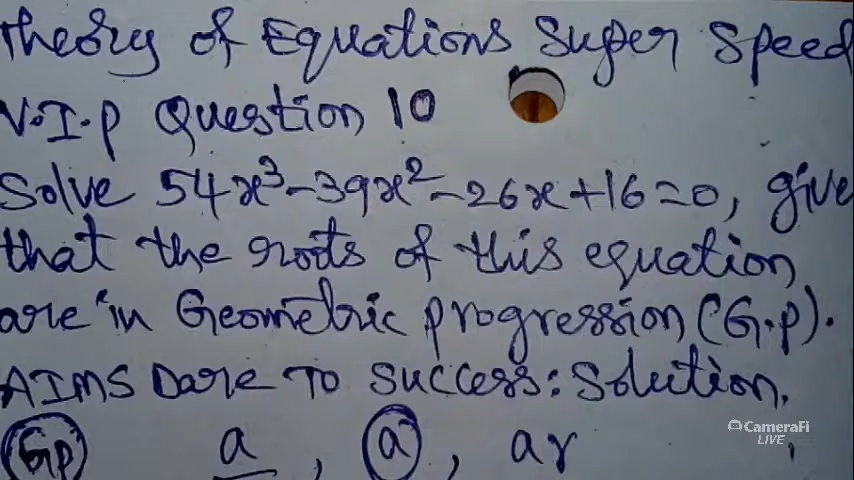 Theory of Equations Super Speed
V.I.P Question 10
Solve 54x³-39x²-26x+16=0, give
that the roots of this equation
are in Geometric progression (G.P).
AIMS Dare To Success: Solution.
CameraFi
LIVE
GP a, a, ar